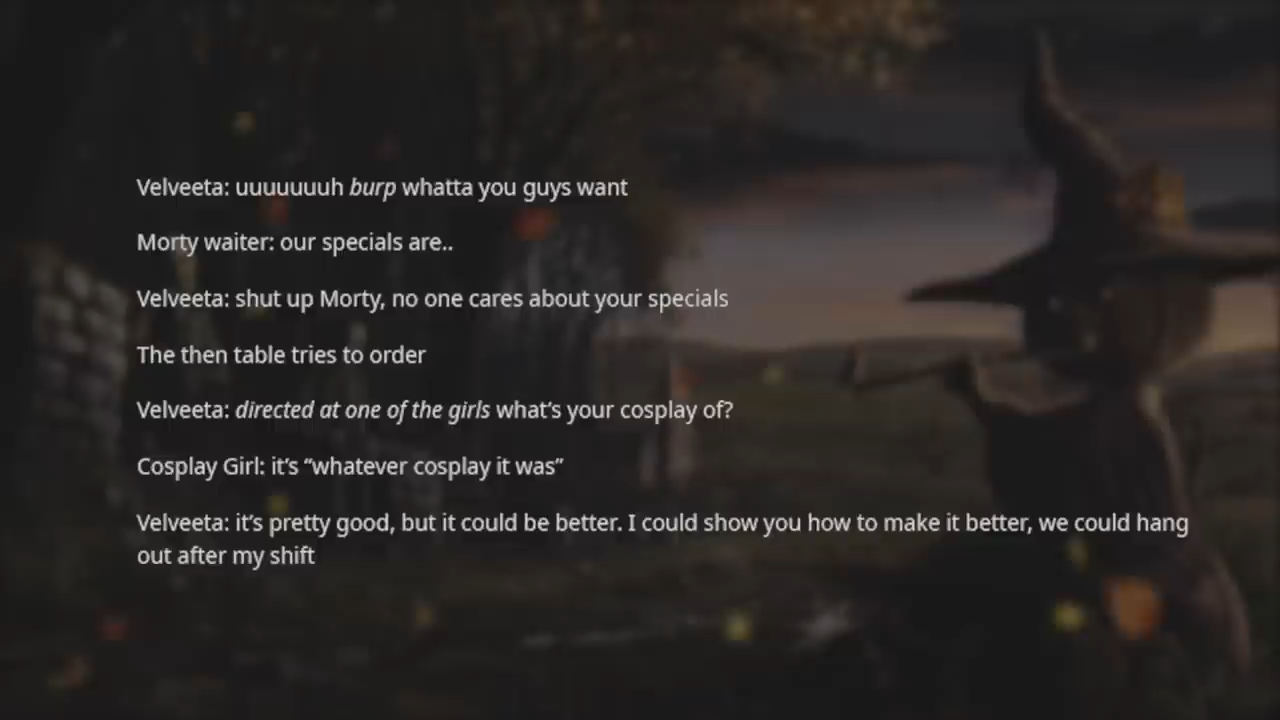 Velveeta: uuuuuuuh burp whatta you guys want
Morty waiter: our specials are..
Velveeta: shut up Morty, no one cares about your specials
The then table tries to order
Velveeta: directed at one of the girls what's your cosplay of?
Cosplay Girl: it's “whatever cosplay it was”
Velveeta: it's pretty good, but it could be better. I could show you how to make it better, we could hang
out after my shift